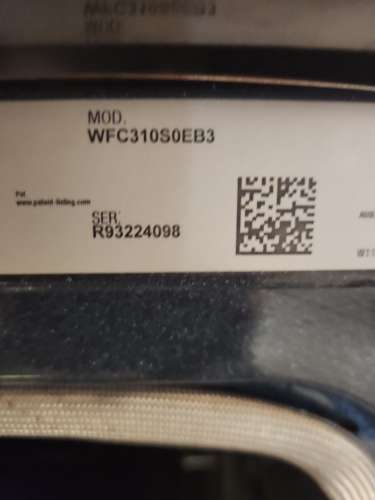 MOD.
WFC310S0EB3
Pat
www.patent-listing.com
SER.
R93224098